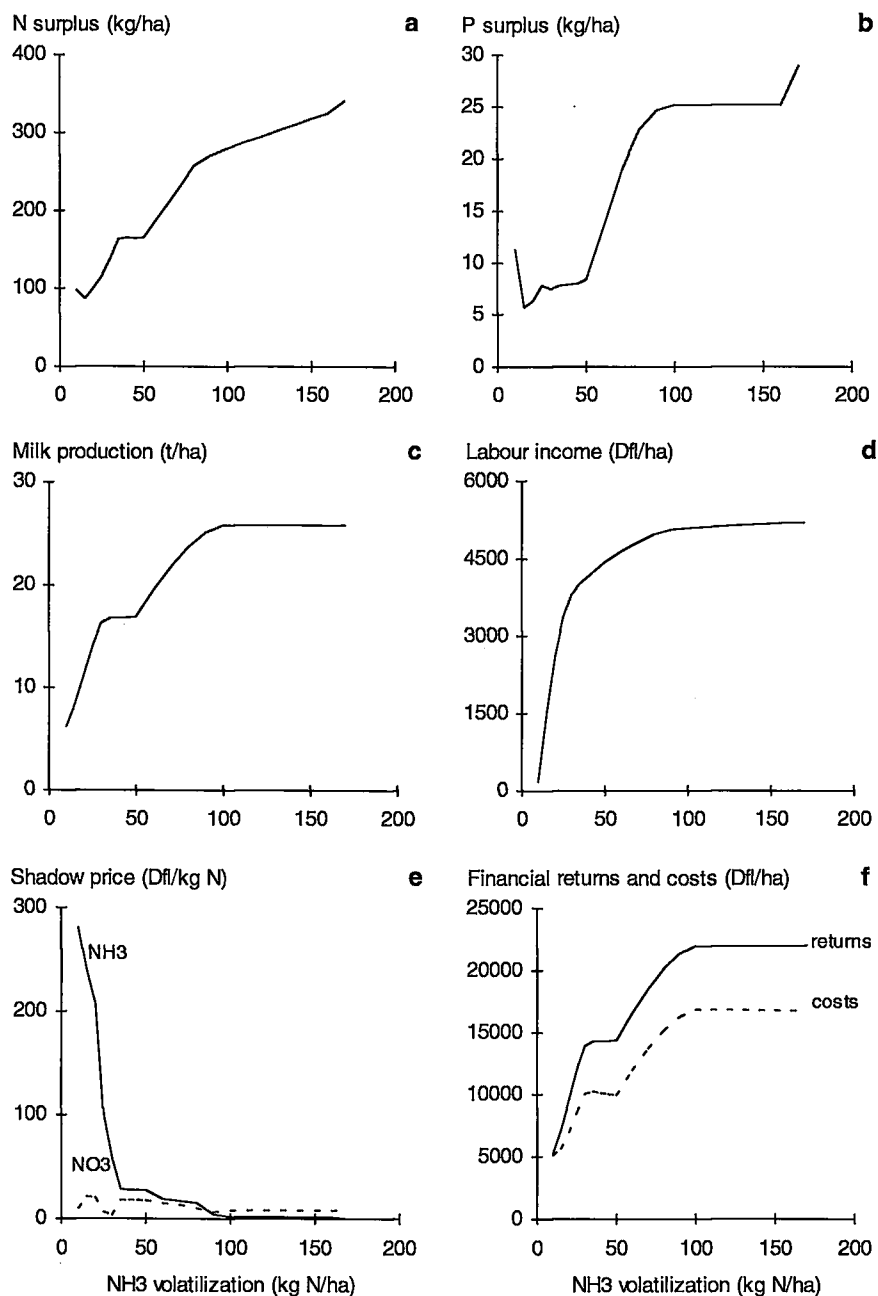 N surplus (kg/ha) a
400
300
200
100
0
0 50 100 150 200
P surplus (kg/ha) b
30
25
20
15
10
5
0
0 50 100 150 200
Milk production (t/ha) c
30
20
10
0
0 50 100 150 200
Labour income (Dfl/ha) d
6000
4500
3000
1500
0
0 50 100 150 200
Shadow price (Dfl/kg N) e
300
NH3
200
100
NO3
0
0 50 100 150 200
NH3 volatilization (kg N/ha)
Financial returns and costs (Dfl/ha) f
25000
returns
20000
costs
15000
10000
5000
0
0 50 100 150 200
NH3 volatilization (kg N/ha)